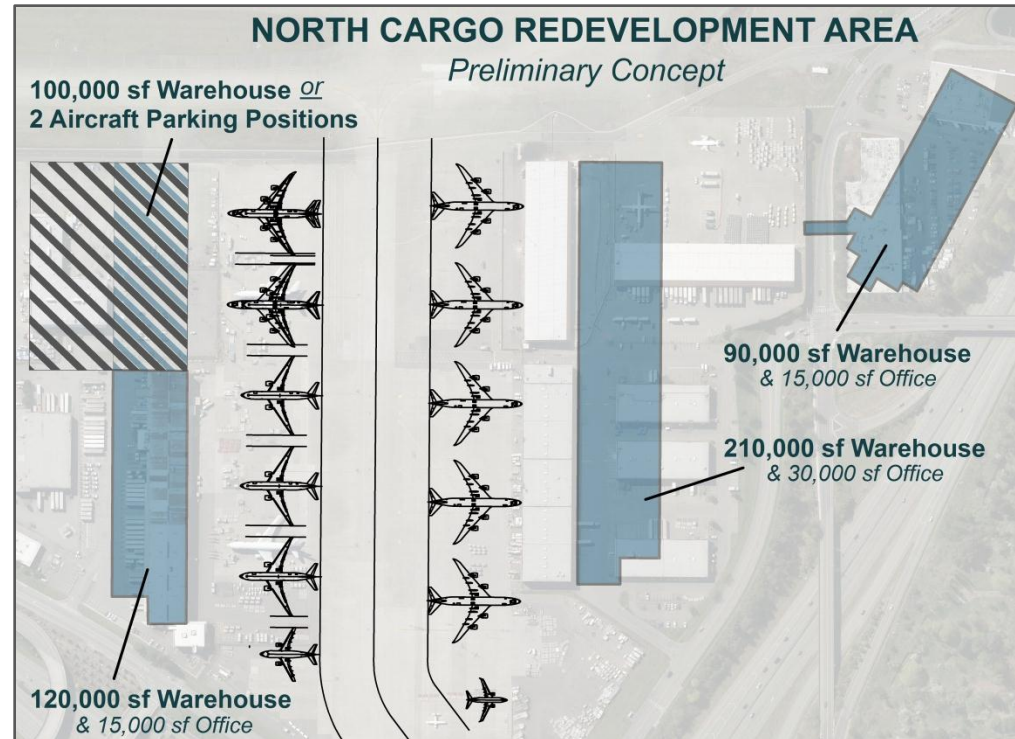 NORTH CARGO REDEVELOPMENT AREA
Preliminary Concept
100,000 sf Warehouse or
2 Aircraft Parking Positions
90,000 sf Warehouse
& 15,000 sf Office
210,000 sf Warehouse
& 30,000 sf Office
120,000 sf Warehouse
& 15,000 sf Office